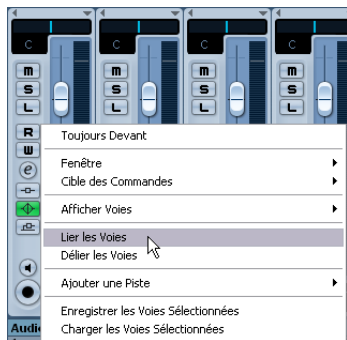 C C C C
m m m m
S S S S
L L L L
R
W
e
Toujours Devant
Fenêtre
Cible des Commandes
Afficher Voies
Lier les Voies
Délier les Voies
Ajouter une Piste
Enregistrer les Voies Sélectionnées
Charger les Voies Sélectionnées
Audi